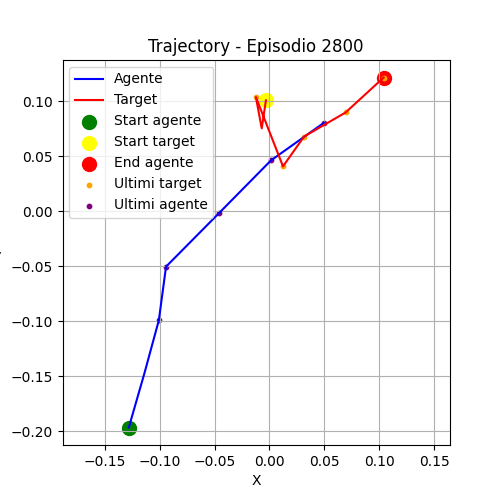 Trajectory - Episodio 2800
Agente
Target
Start agente
Start target
End agente
Ultimi target
Ultimi agente
0.10
0.05
0.00
−0.05
−0.10
−0.15
−0.20
−0.15
−0.10
−0.05
0.00
0.05
0.10
0.15
X